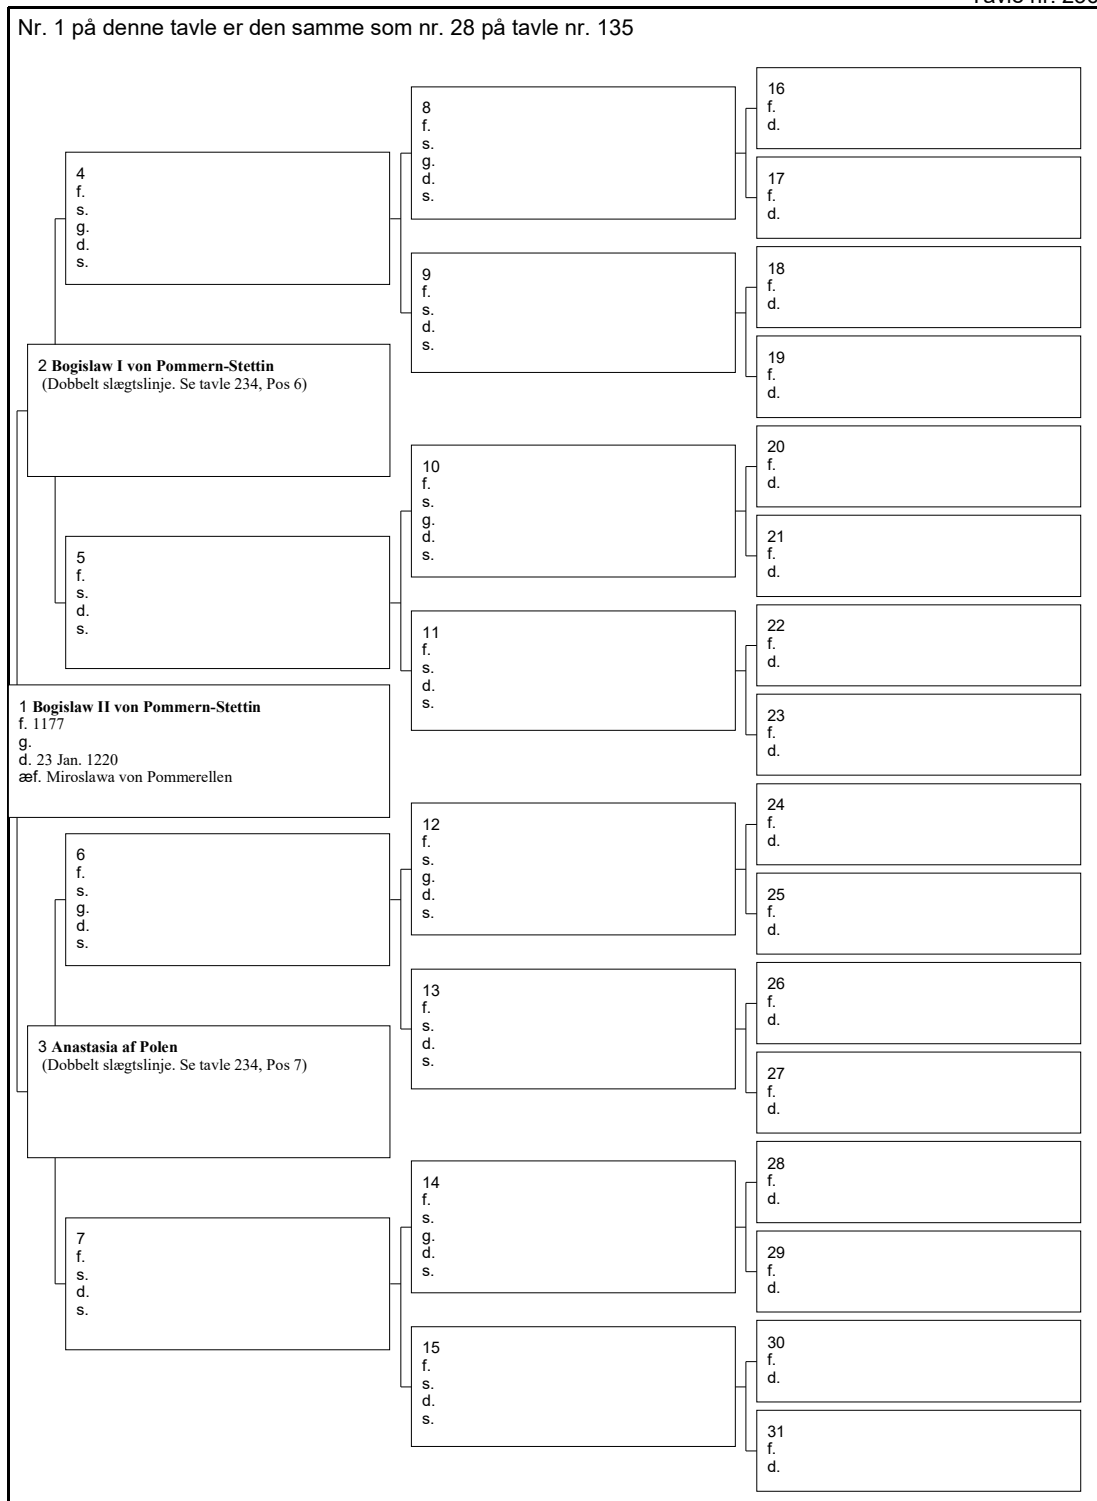 Nr. 1 på denne tavle er den samme som nr. 28 på tavle nr. 135
16
f.
d.
8
f.
s.
g.
d.
s.
17
f.
d.
4
f.
s.
g.
d.
s.
18
f.
d.
9
f.
s.
d.
s.
19
f.
d.
2 Bogislaw I von Pommern-Stettin
(Dobbelt slægtslinje. Se tavle 234, Pos 6)
20
f.
d.
10
f.
s.
g.
d.
s.
21
f.
d.
5
f.
s.
d.
s.
22
f.
d.
11
f.
s.
d.
s.
23
f.
d.
1 Bogislaw II von Pommern-Stettin
f. 1177
g.
d. 23 Jan. 1220
æf. Miroslawa von Pommerellen
24
f.
d.
12
f.
s.
g.
d.
s.
25
f.
d.
6
f.
s.
g.
d.
s.
26
f.
d.
13
f.
s.
d.
s.
27
f.
d.
3 Anastasia af Polen
(Dobbelt slægtslinje. Se tavle 234, Pos 7)
28
f.
d.
14
f.
s.
g.
d.
s.
29
f.
d.
7
f.
s.
d.
s.
30
f.
d.
15
f.
s.
d.
s.
31
f.
d.